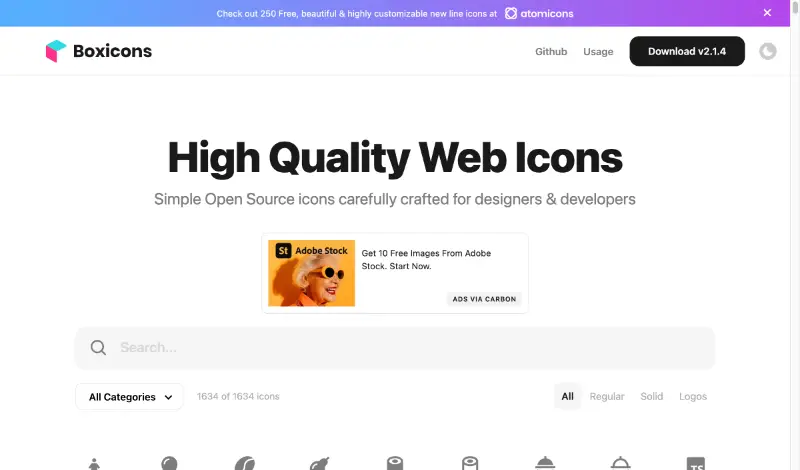 Check out 250 Free, beautiful & highly customizable new line icons at atomicons
Boxicons
Github
Usage
Download v2.1.4
High Quality Web Icons
Simple Open Source icons carefully crafted for designers & developers
St Adobe Stock
Get 10 Free Images From Adobe
Stock. Start Now.
ADS VIA CARBON
Search...
All Categories
1634 of 1634 icons
All
Regular
Solid
Logos
TS